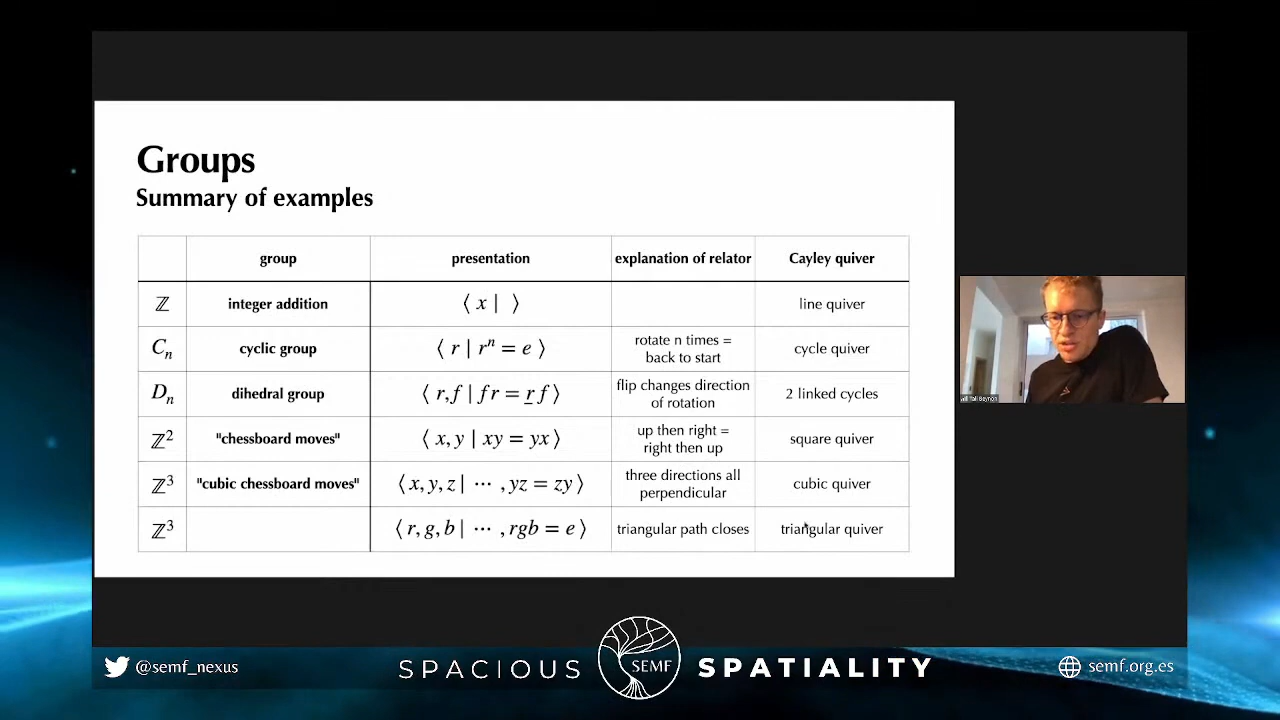 Groups
Summary of examples
group presentation explanation of relator Cayley quiver
ℤ integer addition ⟨ x | ⟩ line quiver
Cₙ cyclic group ⟨ r | rⁿ = e ⟩ rotate n times = back to start cycle quiver
Dₙ dihedral group ⟨ r, f | fr = r̲ f ⟩ flip changes direction of rotation 2 linked cycles
ℤ² "chessboard moves" ⟨ x, y | xy = yx ⟩ up then right = right then up square quiver
ℤ³ "cubic chessboard moves" ⟨ x, y, z | ⋯ , yz = zy ⟩ three directions all perpendicular cubic quiver
ℤ³ ⟨ r, g, b | ⋯ , rgb = e ⟩ triangular path closes triangular quiver
Will Tali Beynon
@semf_nexus SPACIOUS SEMF SPATIALITY semf.org.es